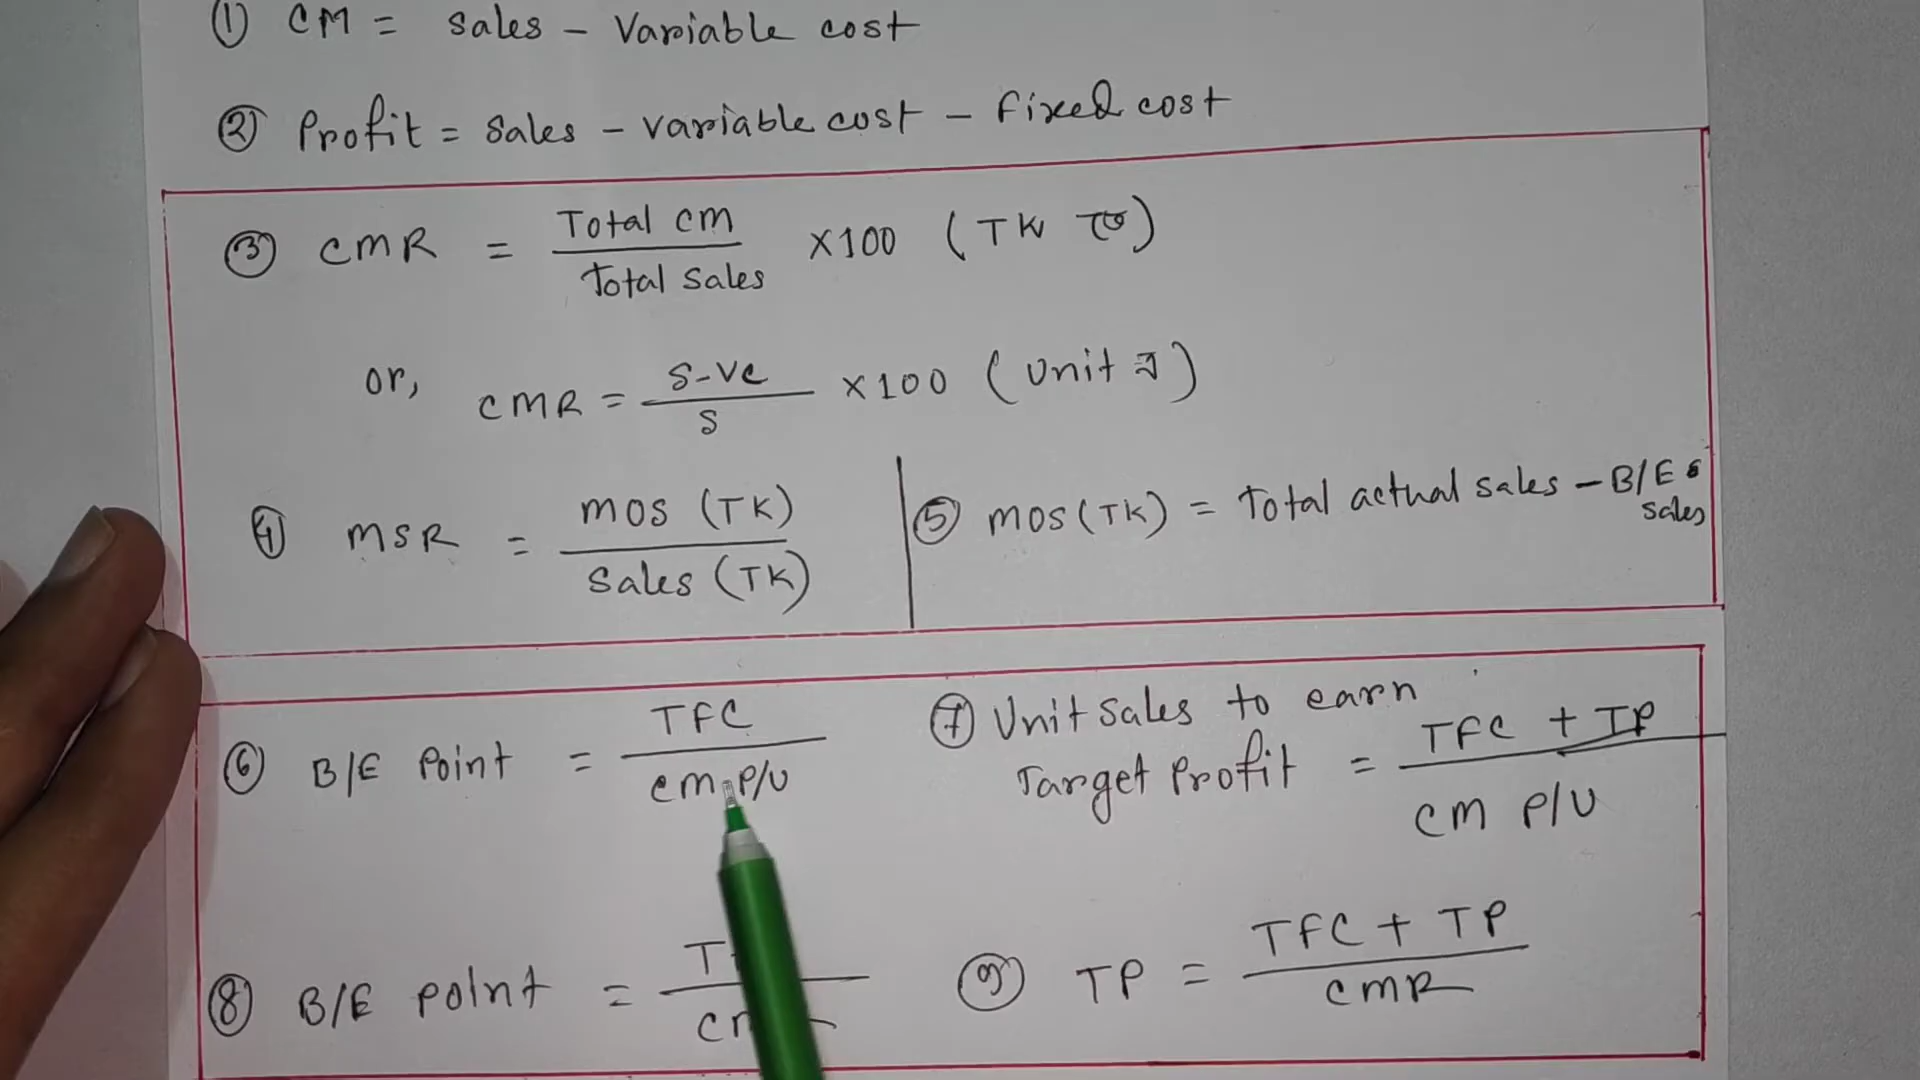 ① CM = Sales - Variable cost
② Profit = Sales - variable cost - Fixed cost
③ CMR = Total CM / Total Sales X100 (TK তে)
or, CMR = S-VC / S X100 (Unit এ)
④ MSR = MOS (TK) / Sales (TK)
⑤ MOS (TK) = Total actual sales - B/E sales
⑥ B/E Point = TFC / CM P/U
⑦ Unit Sales to earn Target Profit = TFC + TP / CM P/U
⑧ B/E point =
⑨ TP = TFC + TP / CMR